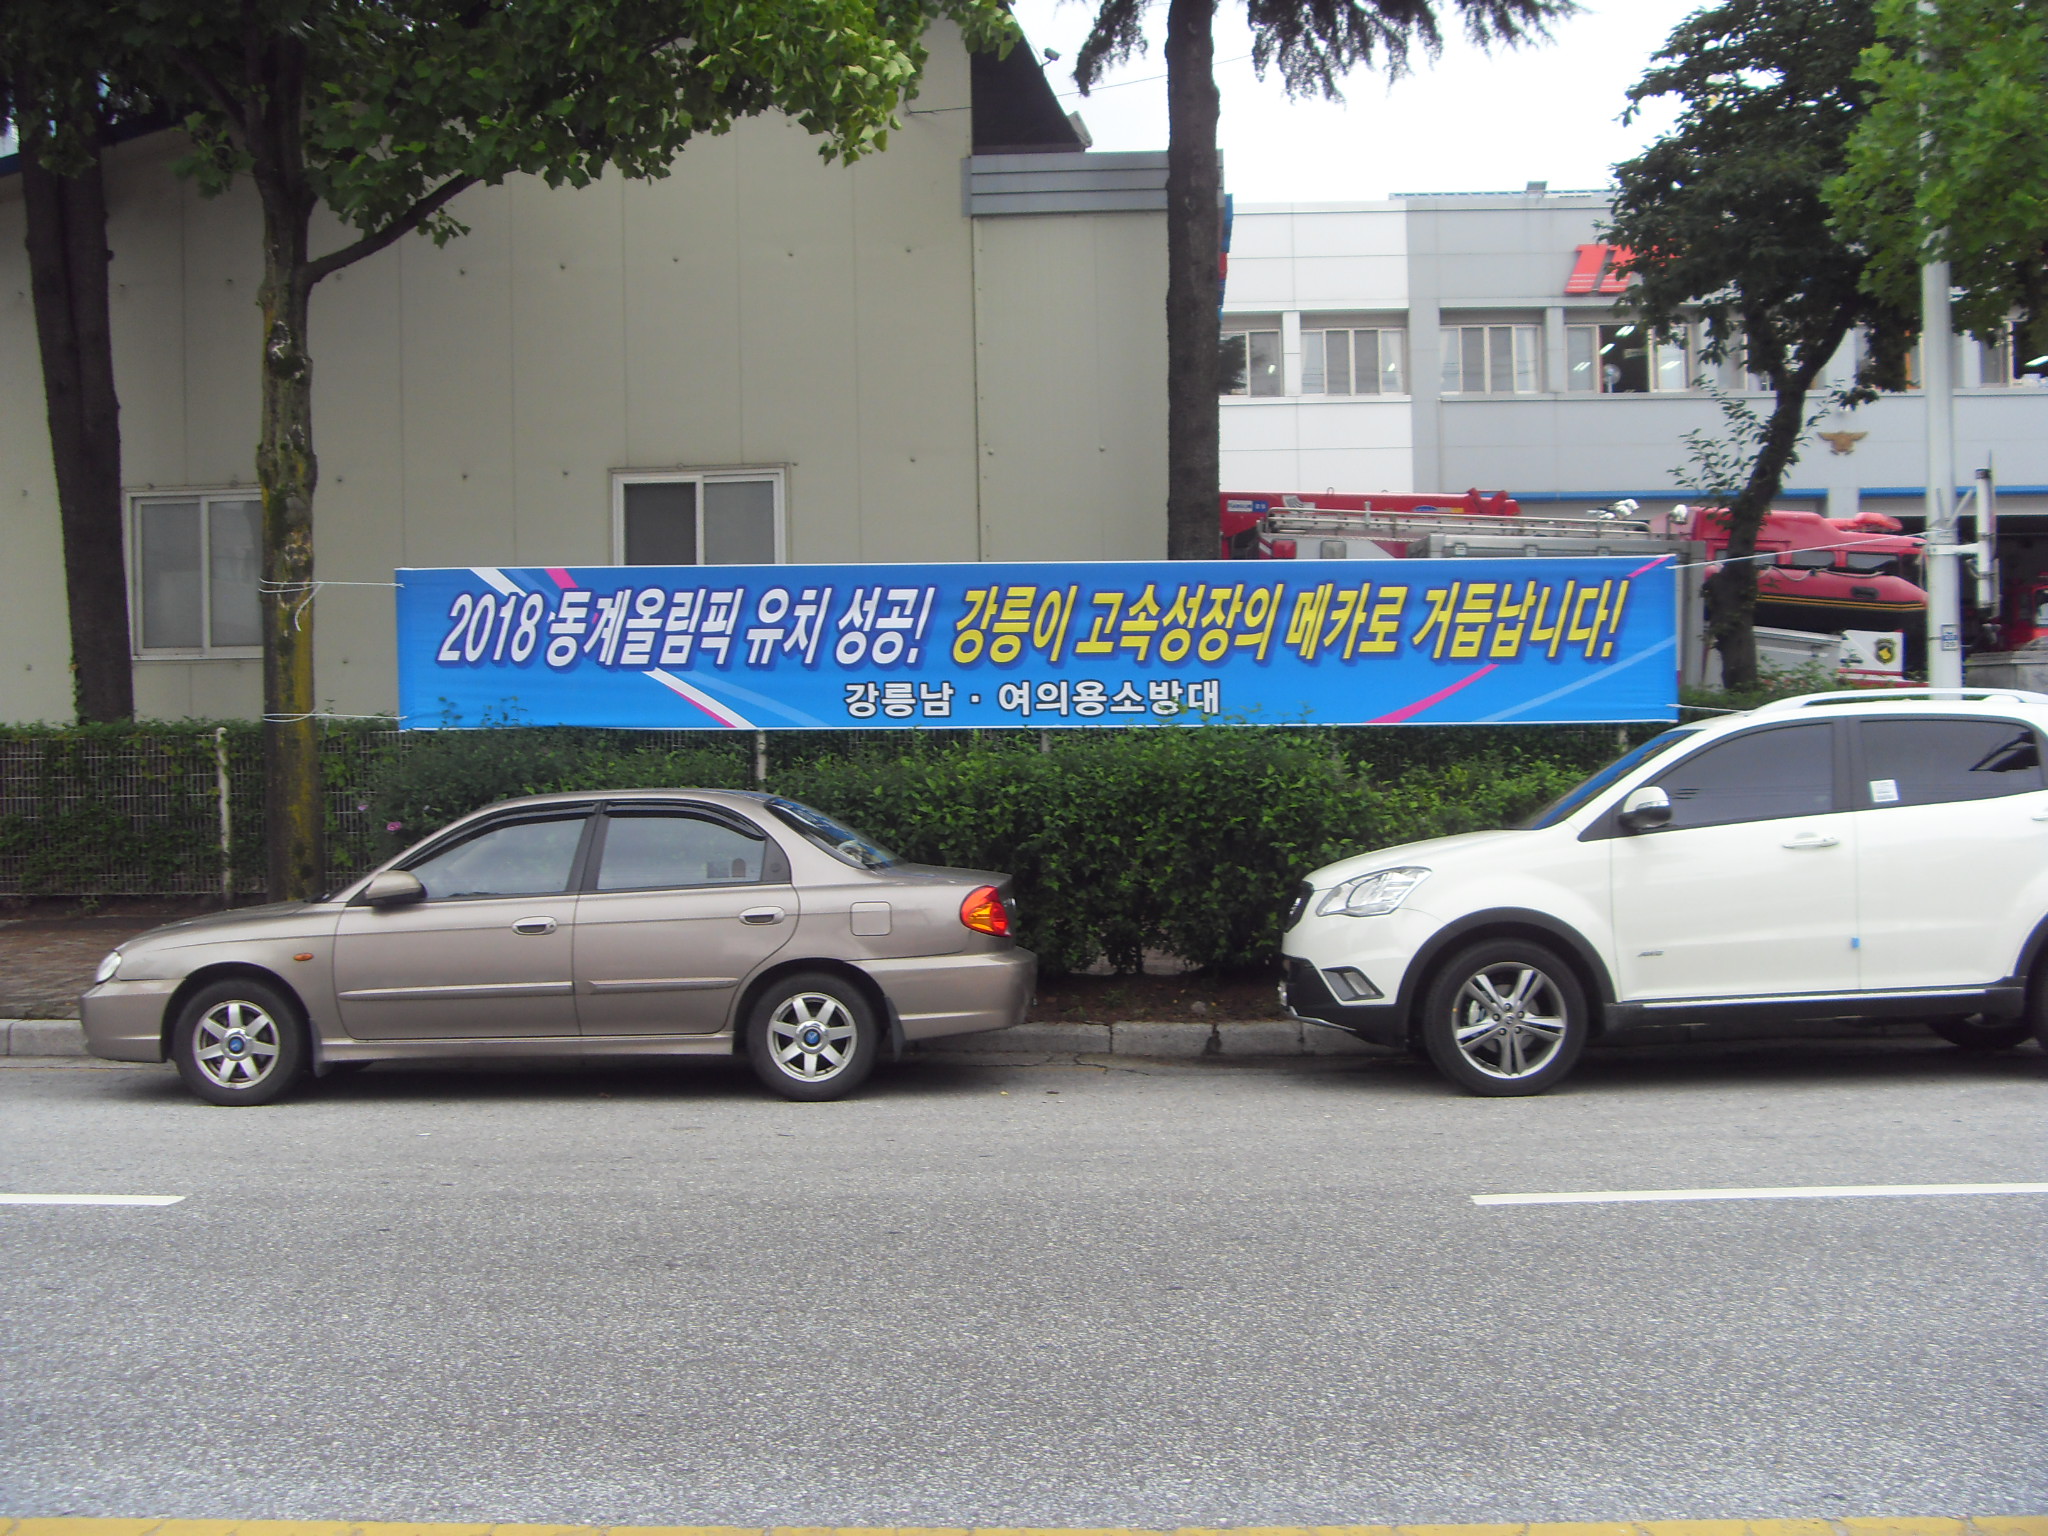 2018 동계올림픽 유치 성공! 강릉이 고속성장의 메카로 거듭납니다!
강릉남 · 여의용소방대